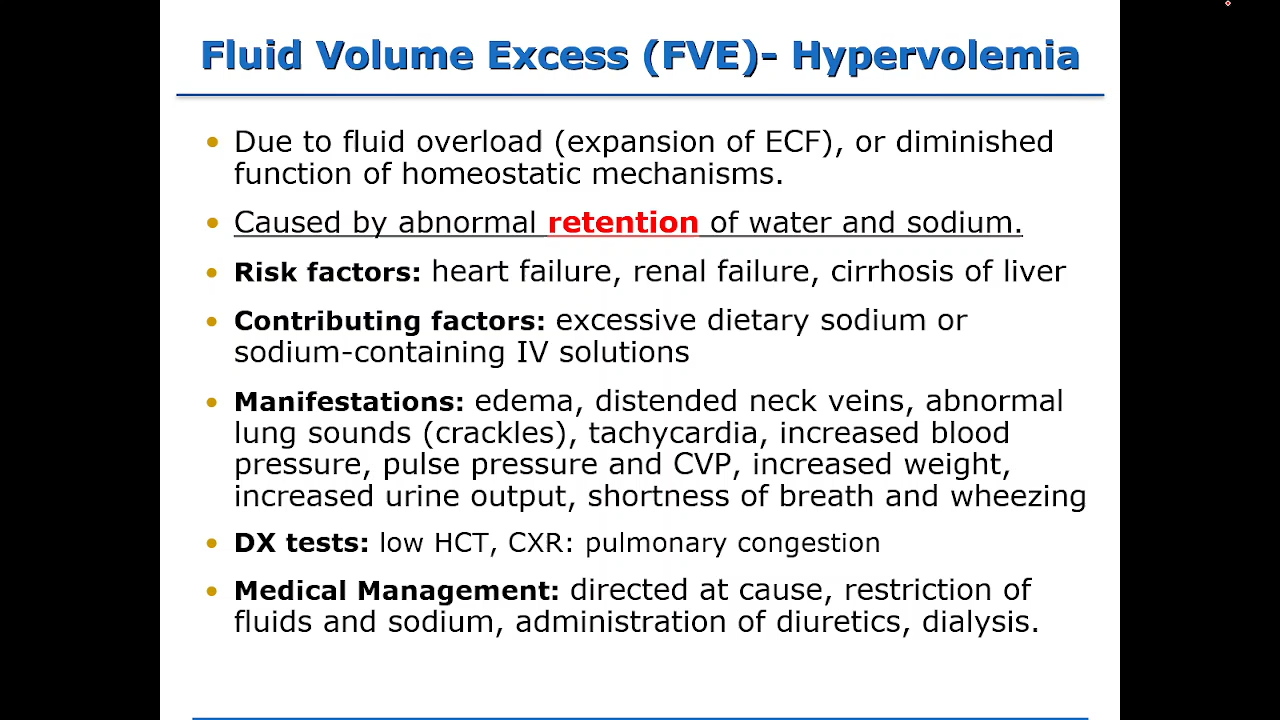 Fluid Volume Excess (FVE)- Hypervolemia
• Due to fluid overload (expansion of ECF), or diminished
function of homeostatic mechanisms.
• Caused by abnormal retention of water and sodium.
• Risk factors: heart failure, renal failure, cirrhosis of liver
• Contributing factors: excessive dietary sodium or
sodium-containing IV solutions
• Manifestations: edema, distended neck veins, abnormal
lung sounds (crackles), tachycardia, increased blood
pressure, pulse pressure and CVP, increased weight,
increased urine output, shortness of breath and wheezing
• DX tests: low HCT, CXR: pulmonary congestion
• Medical Management: directed at cause, restriction of
fluids and sodium, administration of diuretics, dialysis.